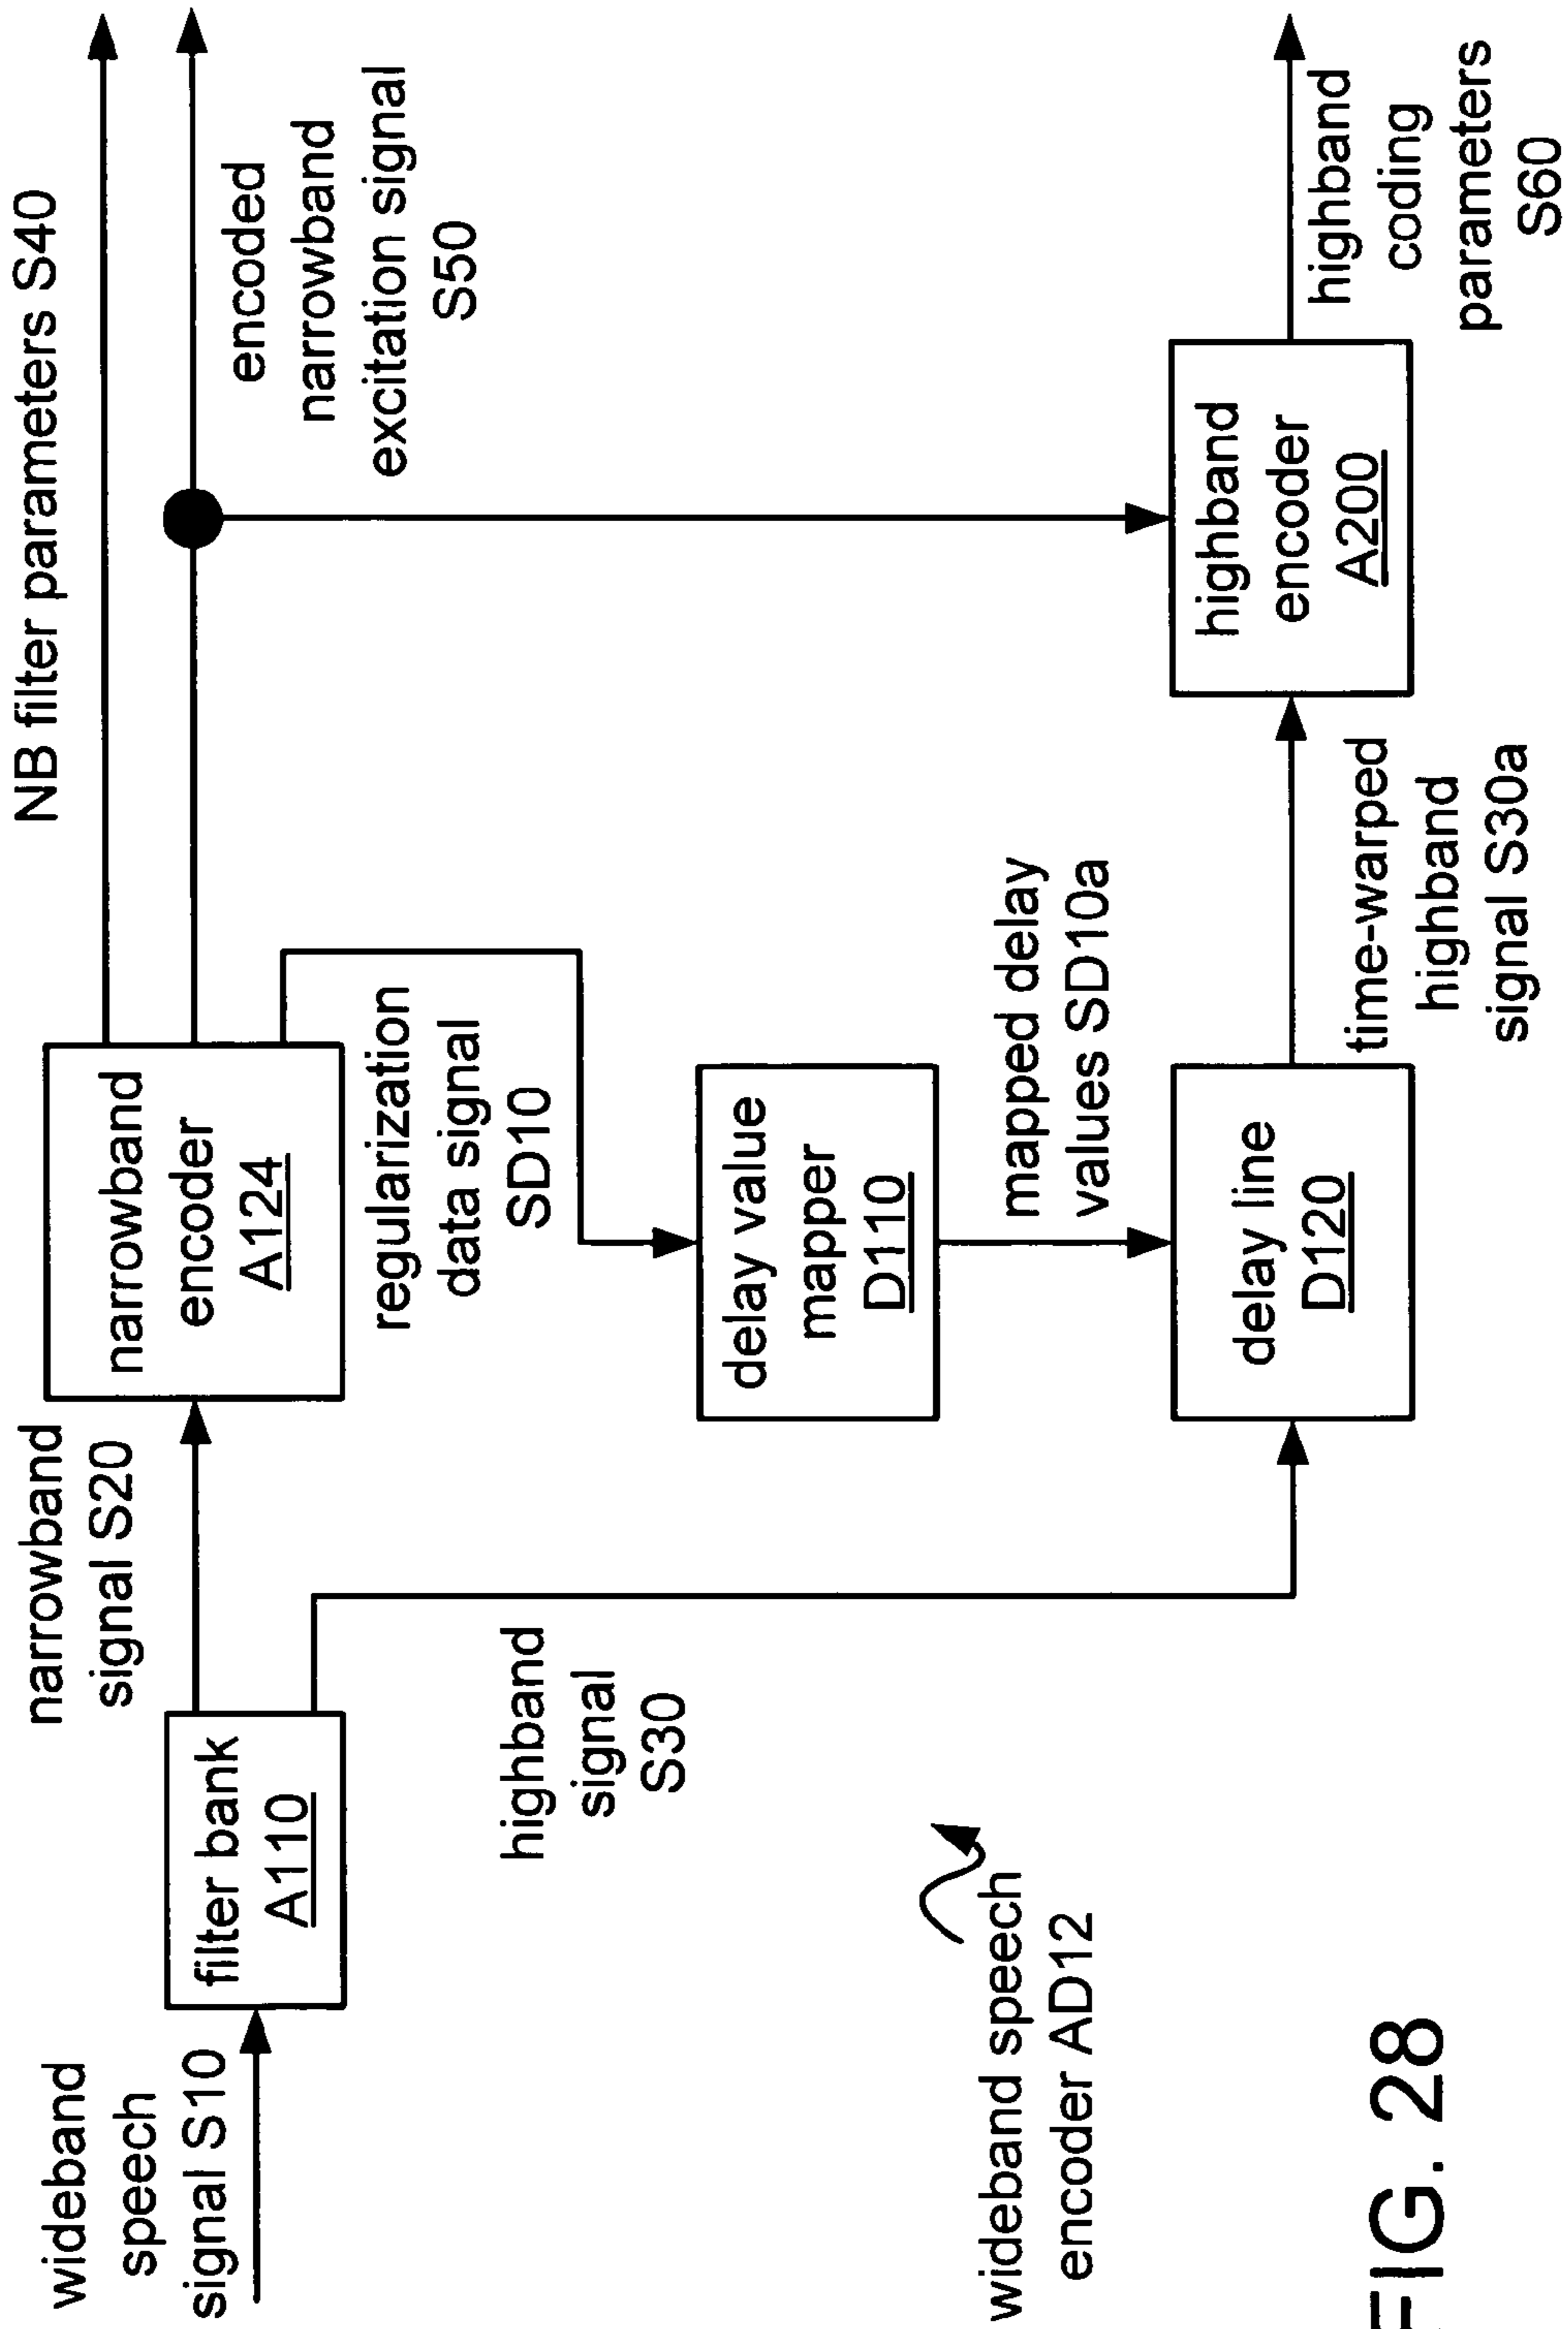 wideband
speech
signal S10
filter bank
A110
narrowband
signal S20
highband
signal
S30
narrowband
encoder
A124
NB filter parameters S40
encoded
narrowband
excitation signal
S50
regularization
data signal
SD10
delay value
mapper
D110
mapped delay
values SD10a
delay line
D120
time-warped
highband
signal S30a
highband
encoder
A200
highband
coding
parameters
S60
wideband speech
encoder AD12
FIG. 28